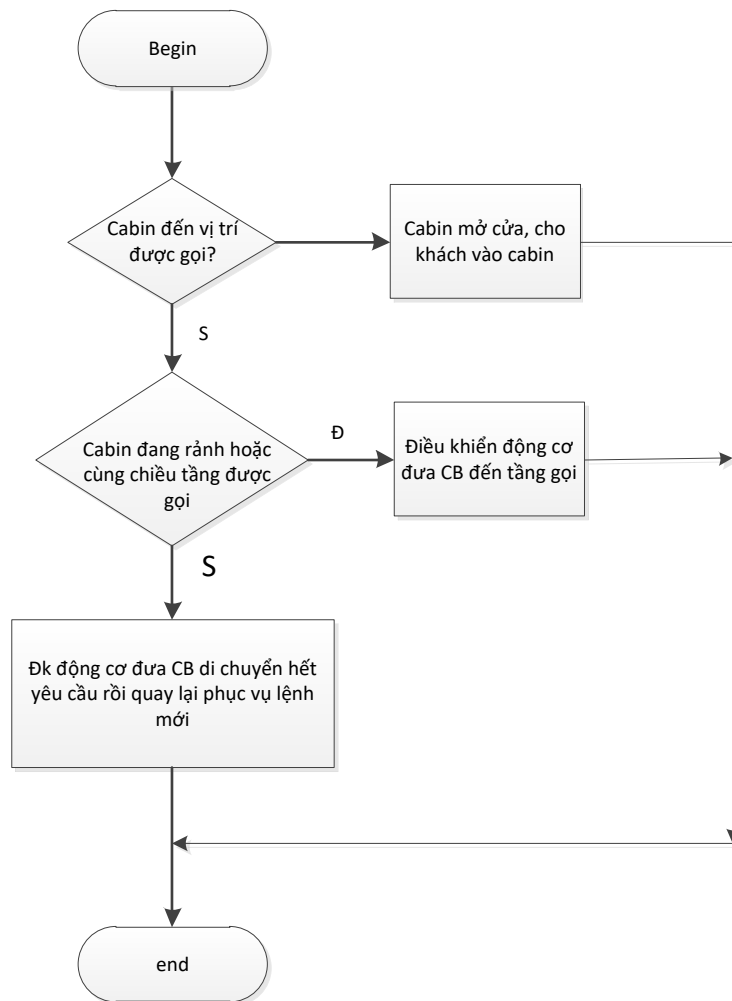 Begin
Cabin đến vị trí
được gọi?
Cabin mở cửa, cho
khách vào cabin
S
Đ
Cabin đang rảnh hoặc
cùng chiều tầng được
gọi
Điều khiển động cơ
đưa CB đến tầng gọi
S
Đk động cơ đưa CB di chuyển hết
yêu cầu rồi quay lại phục vụ lệnh
mới
end